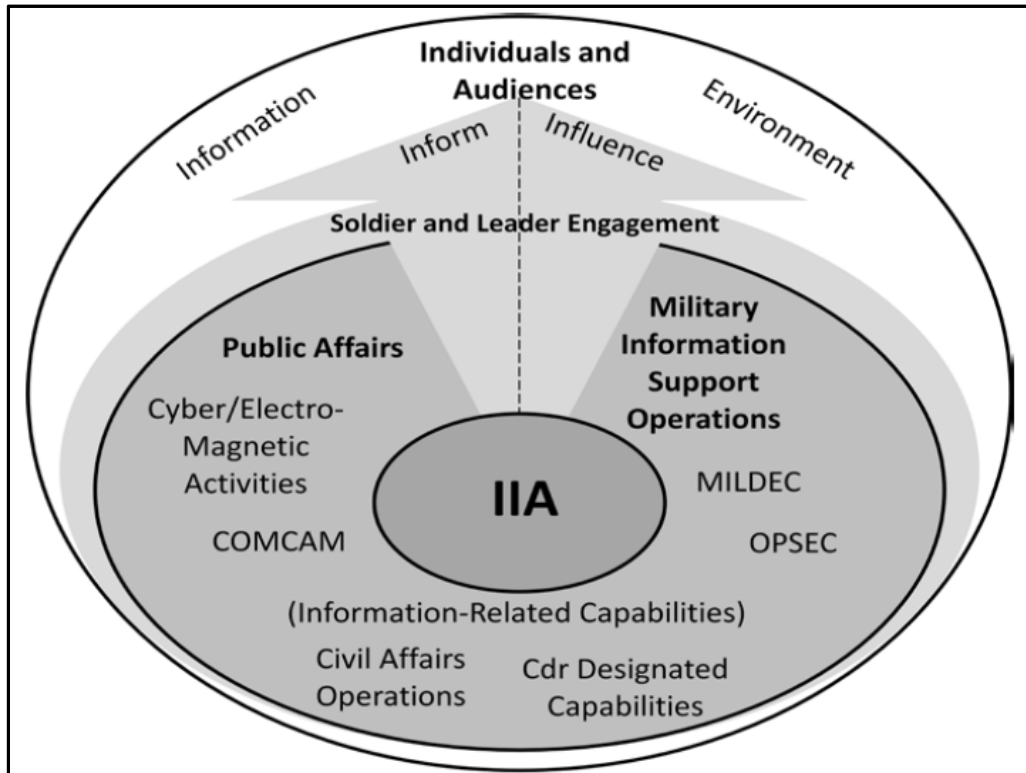 Individuals and
Audiences
Information
Environment
Inform
Influence
Soldier and Leader Engagement
Public Affairs
Military
Information
Support
Operations
Cyber/Electro-
Magnetic
Activities
MILDEC
COMCAM
OPSEC
IIA
(Information-Related Capabilities)
Civil Affairs
Operations
Cdr Designated
Capabilities